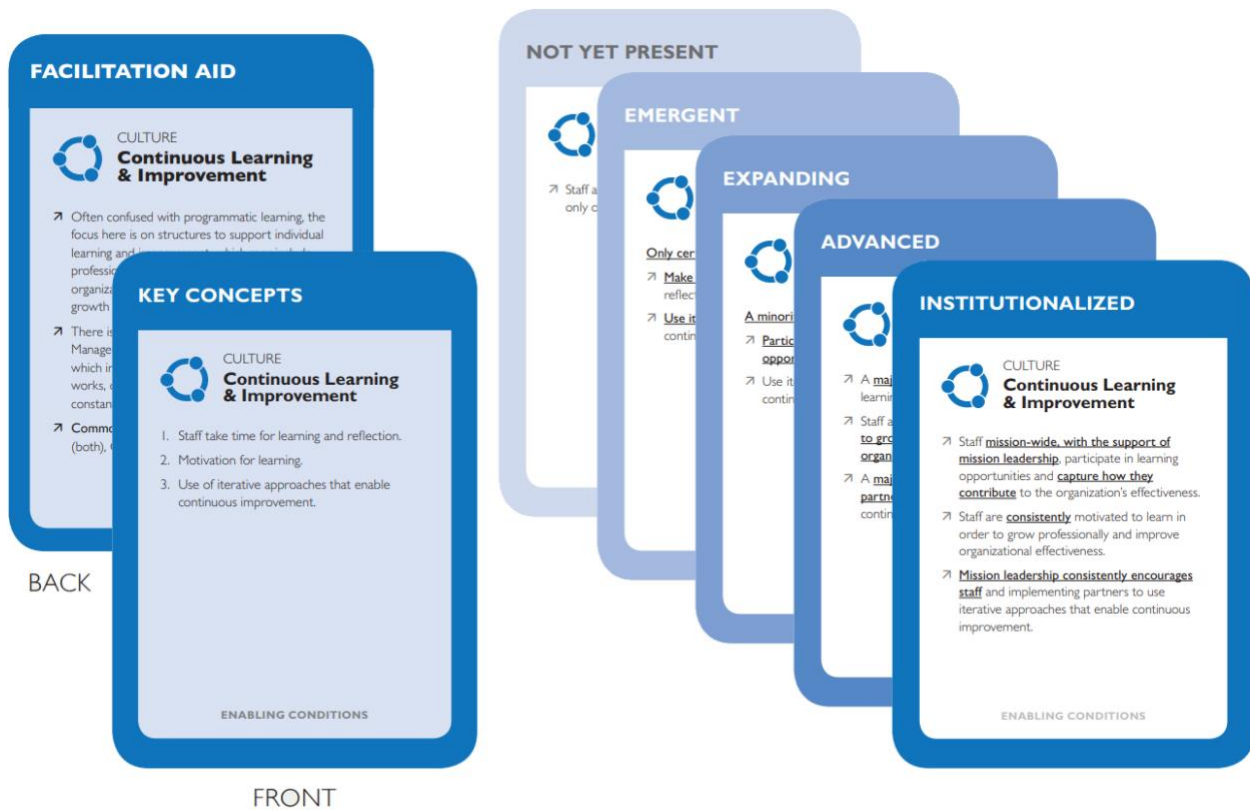 FACILITATION AID
CULTURE
Continuous Learning
& Improvement
↗ Often confused with programmatic learning, the
focus here is on structures to support individual
learning and
professio
organiza
growth
↗ There is
Manage
which in
works,
constan
↗ Commo
(both),
BACK
KEY CONCEPTS
CULTURE
Continuous Learning
& Improvement
1. Staff take time for learning and reflection.
2. Motivation for learning.
3. Use of iterative approaches that enable
continuous improvement.
ENABLING CONDITIONS
FRONT
NOT YET PRESENT
↗ Staff a
only c
EMERGENT
Only cer
↗ Make
reflec
↗ Use it
contin
EXPANDING
A minori
↗ Partic
oppor
↗ Use it
contin
ADVANCED
↗ A maj
learnin
↗ Staff a
to gro
organi
↗ A maj
partne
contin
INSTITUTIONALIZED
CULTURE
Continuous Learning
& Improvement
↗ Staff mission-wide, with the support of
mission leadership, participate in learning
opportunities and capture how they
contribute to the organization's effectiveness.
↗ Staff are consistently motivated to learn in
order to grow professionally and improve
organizational effectiveness.
↗ Mission leadership consistently encourages
staff and implementing partners to use
iterative approaches that enable continuous
improvement.
ENABLING CONDITIONS